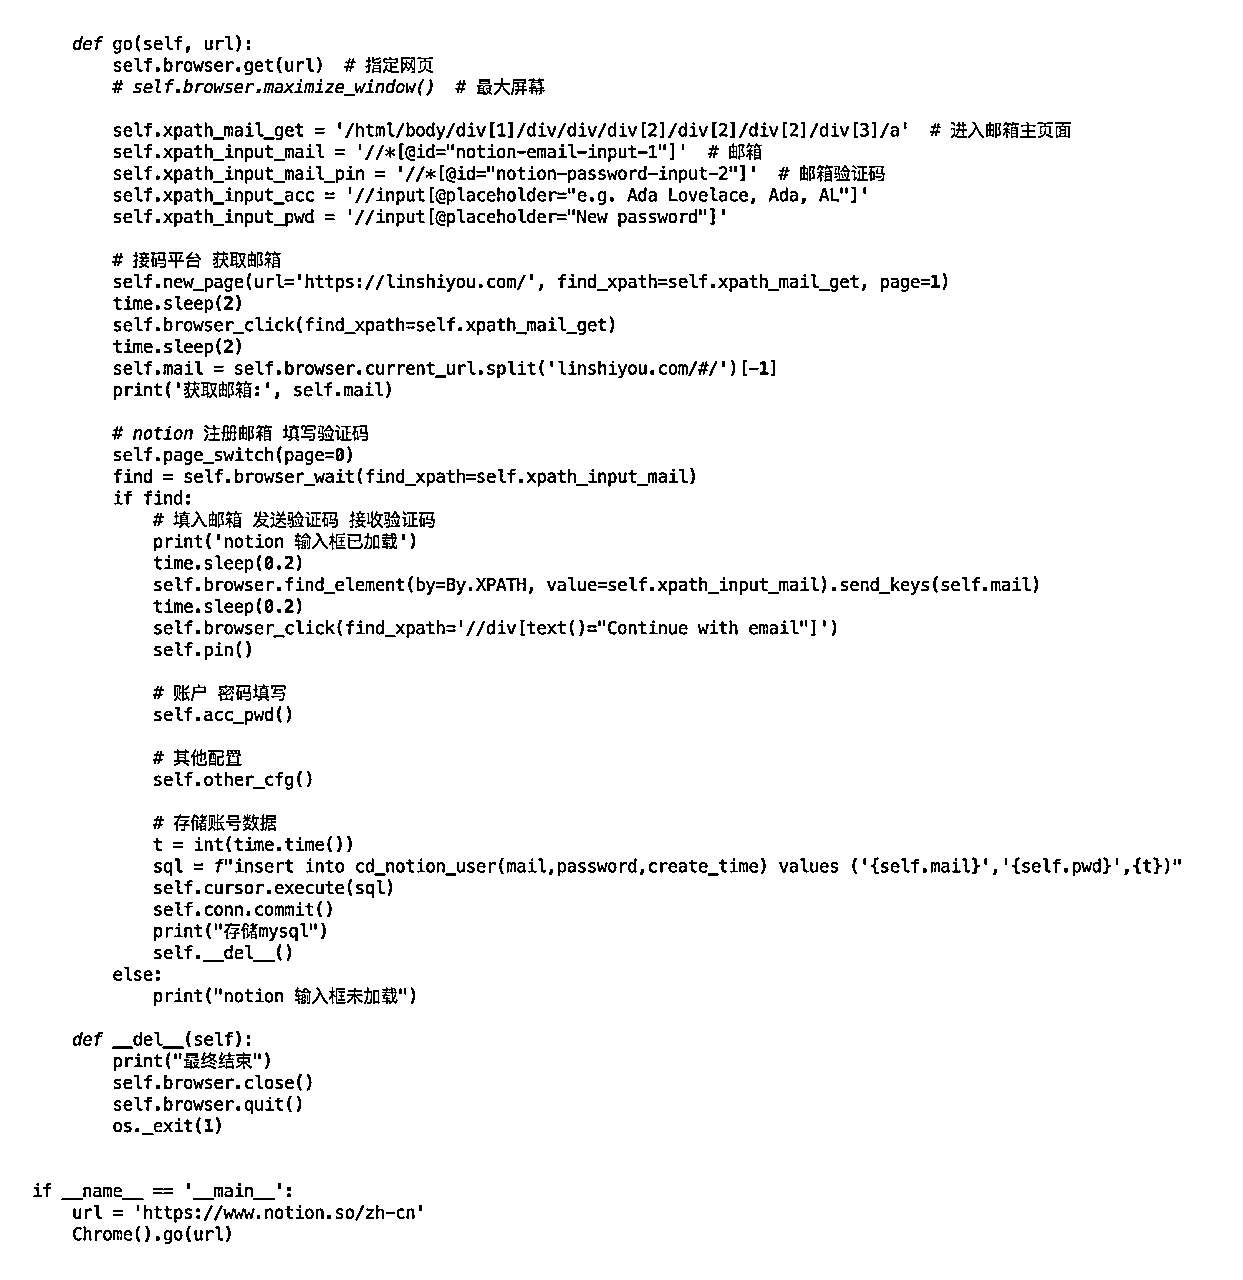 def go(self, url):
    self.browser.get(url)  # 指定网页
    # self.browser.maximize_window()  # 最大屏幕

    self.xpath_mail_get = '/html/body/div[1]/div/div/div[2]/div[2]/div[2]/div[3]/a'  # 进入邮箱主页面
    self.xpath_input_mail = '//*[@id="notion-email-input-1"]'  # 邮箱
    self.xpath_input_mail_pin = '//*[@id="notion-password-input-2"]'  # 邮箱验证码
    self.xpath_input_acc = '//input[@placeholder="e.g. Ada Lovelace, Ada, AL"]'
    self.xpath_input_pwd = '//input[@placeholder="New password"]'

    # 接码平台 获取邮箱
    self.new_page(url='https://linshiyou.com/', find_xpath=self.xpath_mail_get, page=1)
    time.sleep(2)
    self.browser_click(find_xpath=self.xpath_mail_get)
    time.sleep(2)
    self.mail = self.browser.current_url.split('linshiyou.com/#/')[-1]
    print('获取邮箱:', self.mail)

    # notion 注册邮箱 填写验证码
    self.page_switch(page=0)
    find = self.browser_wait(find_xpath=self.xpath_input_mail)
    if find:
        # 填入邮箱 发送验证码 接收验证码
        print('notion 输入框已加载')
        time.sleep(0.2)
        self.browser.find_element(by=By.XPATH, value=self.xpath_input_mail).send_keys(self.mail)
        time.sleep(0.2)
        self.browser_click(find_xpath='//div[text()="Continue with email"]')
        self.pin()

        # 账户 密码填写
        self.acc_pwd()

        # 其他配置
        self.other_cfg()

        # 存储账号数据
        t = int(time.time())
        sql = f"insert into cd_notion_user(mail,password,create_time) values ('{self.mail}','{self.pwd}',{t})"
        self.cursor.execute(sql)
        self.conn.commit()
        print("存储mysql")
        self.__del__()
    else:
        print("notion 输入框未加载")

def __del__(self):
    print("最终结束")
    self.browser.close()
    self.browser.quit()
    os._exit(1)

if __name__ == '__main__':
    url = 'https://www.notion.so/zh-cn'
    Chrome().go(url)